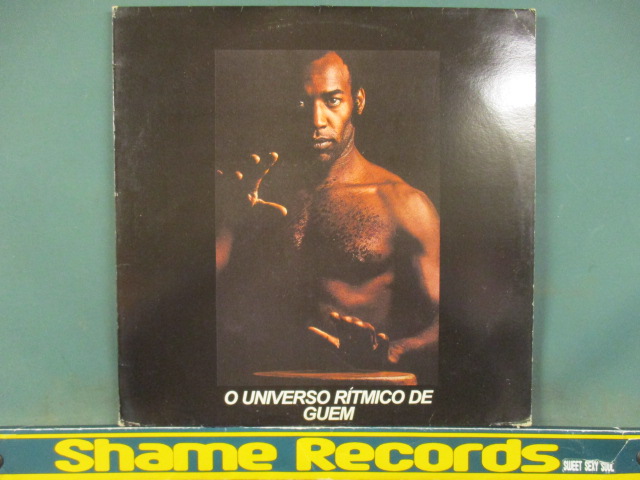 O UNIVERSO RÍTMICO DE
GUEM
Shame Records
SWEET SEXY SOUL